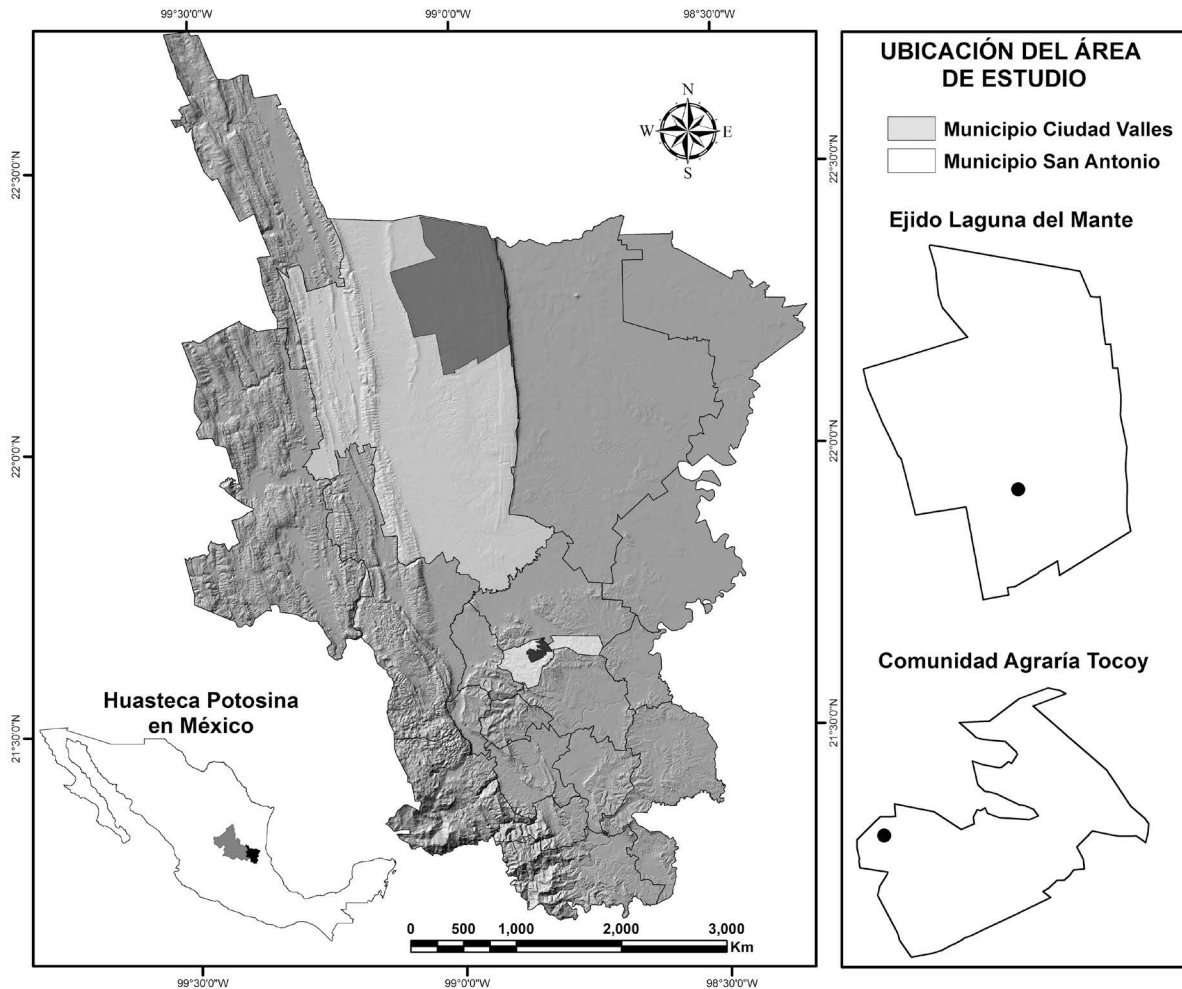 99°30'0"W
99°0'0"W
98°30'0"W
22°30'0"N
22°0'0"N
21°30'0"N
N
W
E
S
Huasteca Potosina
en México
0
500
1,000
2,000
3,000
Km
22°30'0"N
22°0'0"N
21°30'0"N
99°30'0"W
99°0'0"W
98°30'0"W
UBICACIÓN DEL ÁREA
DE ESTUDIO
Municipio Ciudad Valles
Municipio San Antonio
Ejido Laguna del Mante
Comunidad Agraría Tocoy